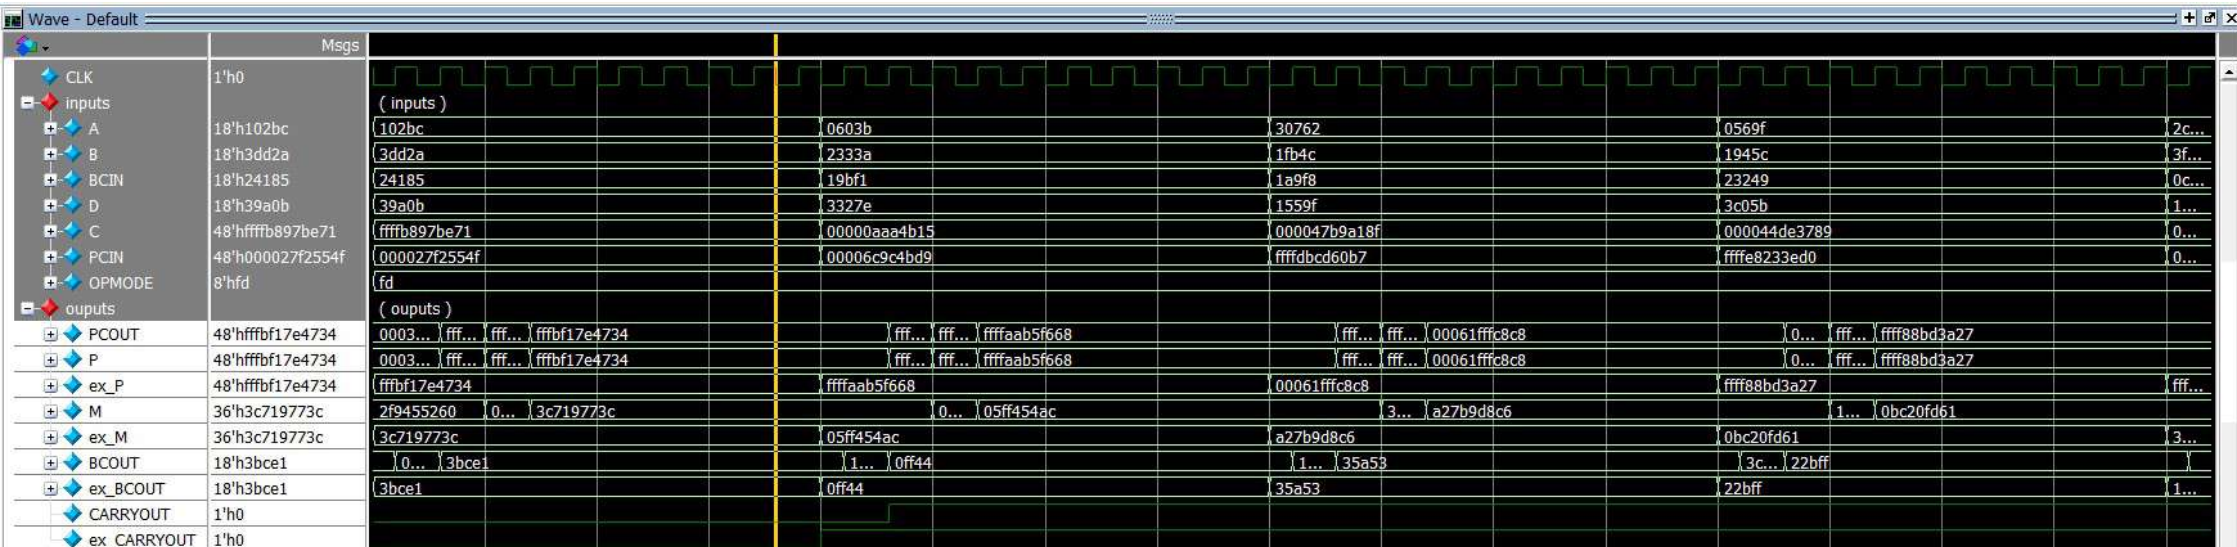 Wave - Default
Msgs
CLK 1'h0
inputs ( inputs )
A 18'h102bc 102bc 0603b 30762 0569f 2c...
B 18'h3dd2a 3dd2a 2333a 1fb4c 1945c 3f...
BCIN 18'h24185 24185 19bf1 1a9f8 23249 0c...
D 18'h39a0b 39a0b 3327e 1559f 3c05b 1...
C 48'hffffb897be71 ffffb897be71 00000aaa4b15 000047b9a18f 000044de3789 0...
PCIN 48'h000027f2554f 000027f2554f 00006c9c4bd9 ffffdbcd60b7 ffffe8233ed0 0...
OPMODE 8'hfd fd
ouputs ( ouputs )
PCOUT 48'hfffbf17e4734 0003... fff... fff... fffbf17e4734 fff... fff... ffffaab5f668 fff... fff... 00061fffc8c8 0... fff... ffff88bd3a27
P 48'hfffbf17e4734 0003... fff... fff... fffbf17e4734 fff... fff... ffffaab5f668 fff... fff... 00061fffc8c8 0... fff... ffff88bd3a27
ex_P 48'hfffbf17e4734 fffbf17e4734 ffffaab5f668 00061fffc8c8 ffff88bd3a27 fff...
M 36'h3c719773c 2f9455260 0... 3c719773c 0... 05ff454ac 3... a27b9d8c6 1... 0bc20fd61
ex_M 36'h3c719773c 3c719773c 05ff454ac a27b9d8c6 0bc20fd61 3...
BCOUT 18'h3bce1 0... 3bce1 1... 0ff44 1... 35a53 3c... 22bff
ex_BCOUT 18'h3bce1 3bce1 0ff44 35a53 22bff 1...
CARRYOUT 1'h0
ex_CARRYOUT 1'h0